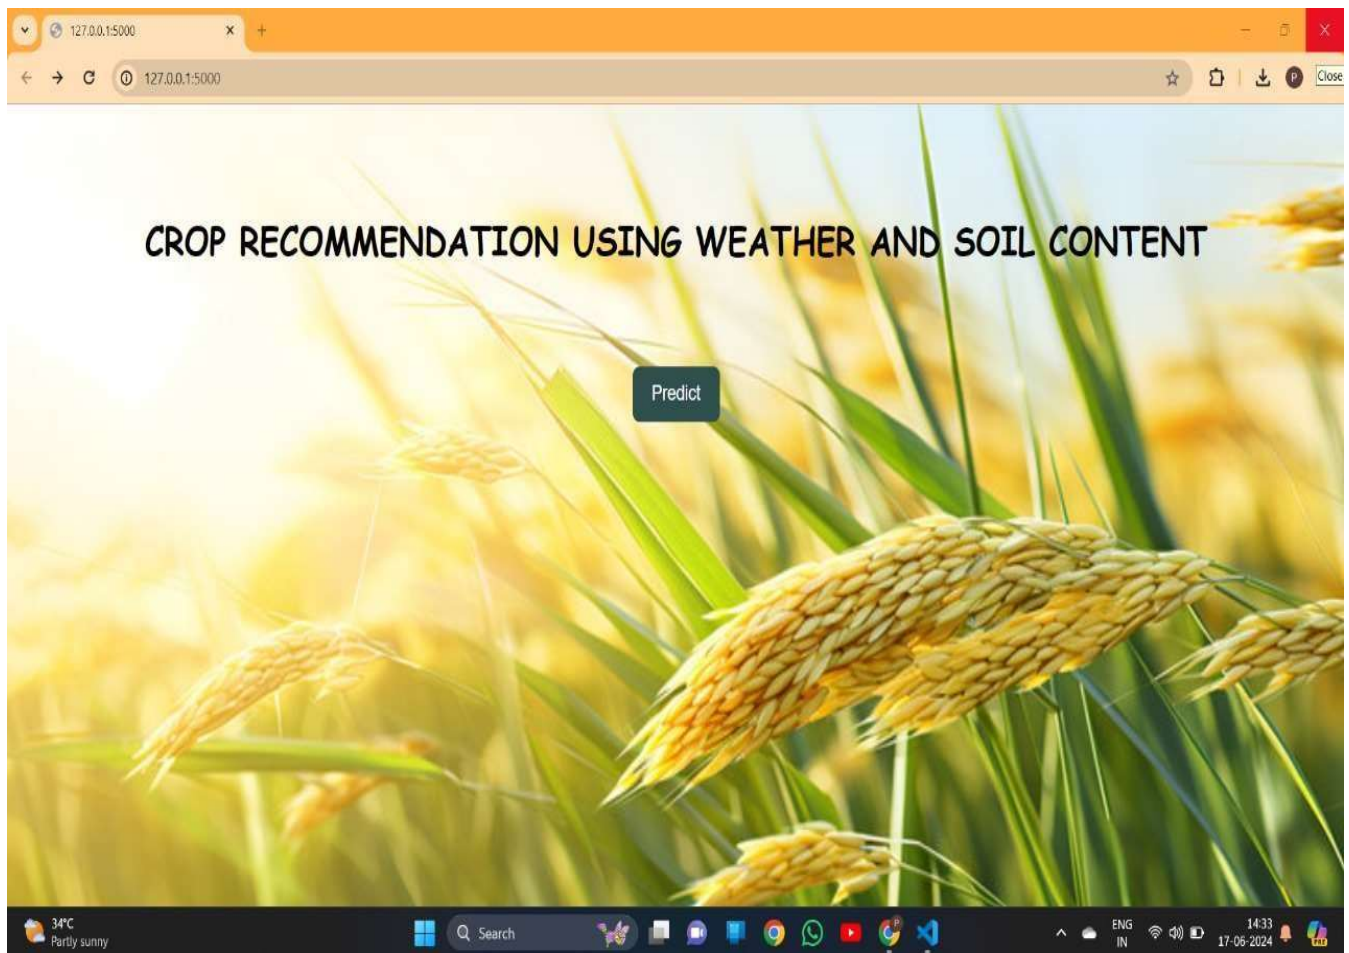 127.0.0.1:5000
127.0.0.1:5000
P
Close
CROP RECOMMENDATION USING WEATHER AND SOIL CONTENT
Predict
34°C
Partly sunny
Search
P
ENG
IN
14:33
17-06-2024
PRE